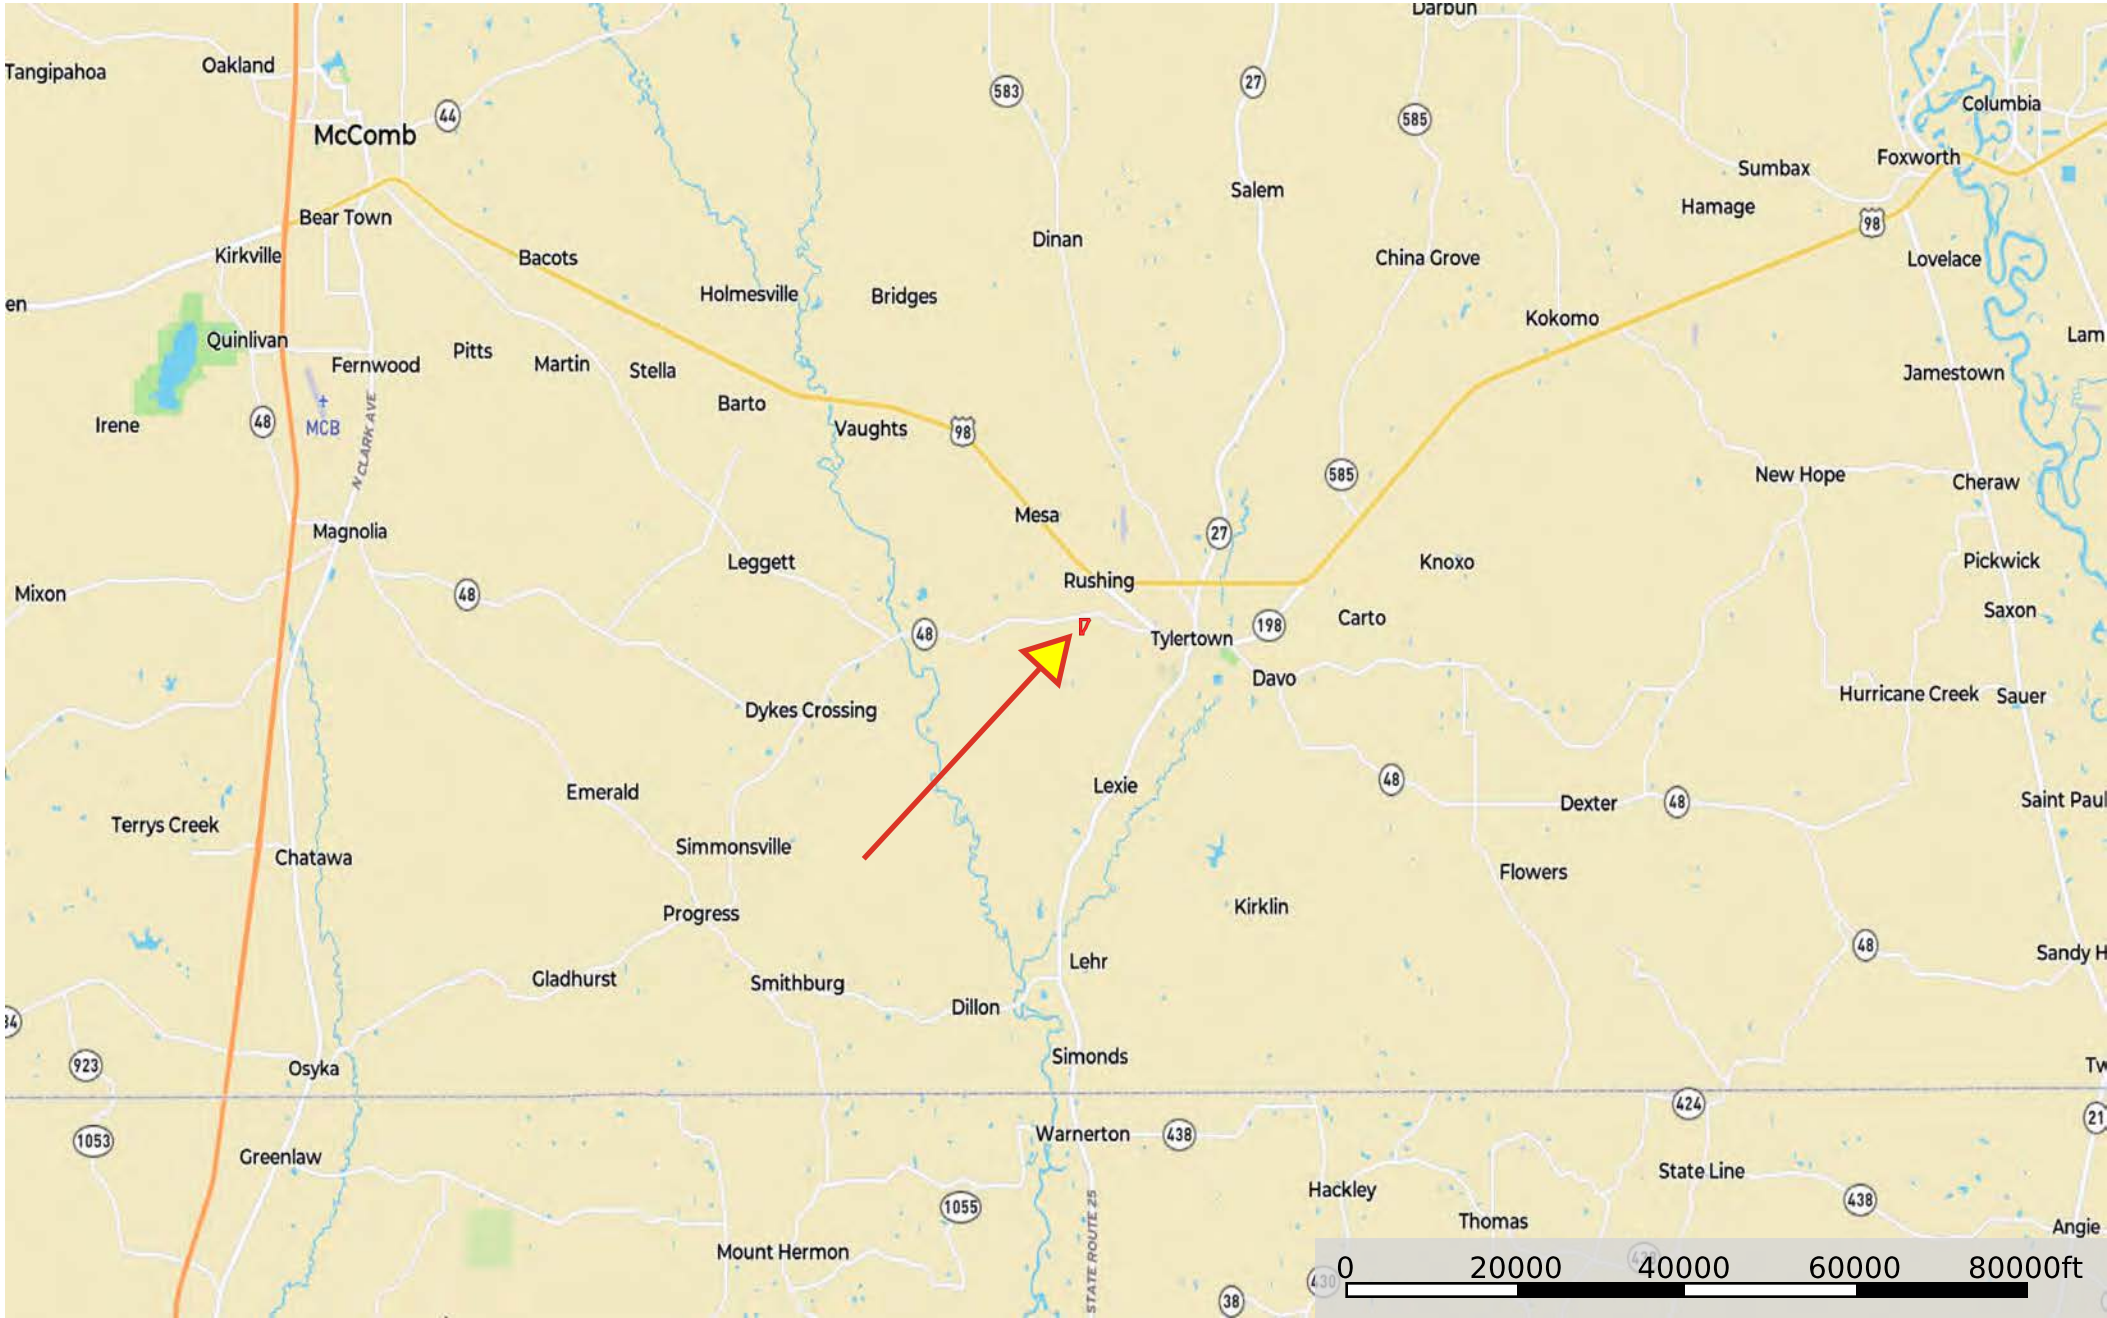 Darbun
Tangipahoa
Oakland
44
McComb
583
27
585
Columbia
Foxworth
Sumbax
Salem
Hamage
98
Bear Town
Kirkville
Bacots
Dinan
China Grove
Lovelace
en
Holmesville
Bridges
Kokomo
Lam
Quinlivan
Fernwood
Pitts
Martin
Stella
Jamestown
Barto
Irene
48
MCB
N CLARK AVE
Vaughts
98
585
New Hope
Cheraw
Mesa
27
Magnolia
Leggett
Knoxo
Pickwick
Rushing
Mixon
48
Saxon
Carto
198
48
Tylertown
Davo
Hurricane Creek
Sauer
Dykes Crossing
48
Lexie
Emerald
Dexter
48
Saint Paul
Terrys Creek
Simmonsville
Chatawa
Flowers
Kirklin
Progress
48
Sandy H
Lehr
Gladhurst
Smithburg
Dillon
34
Simonds
923
Osyka
Tw
424
21
1053
Warnerton
438
Greenlaw
State Line
Hackley
438
1055
Thomas
Angie
STATE ROUTE 25
Mount Hermon
430
38
0 20000 40000 60000 80000ft